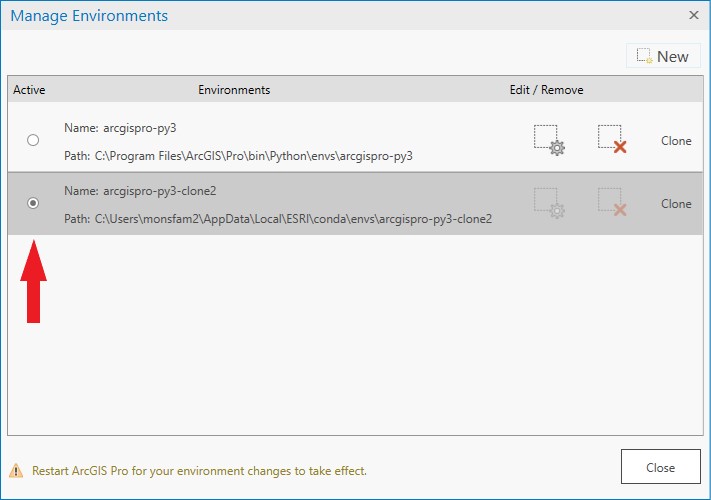 Manage Environments
New
Active Environments Edit / Remove
Name: arcgispro-py3
Path: C:\Program Files\ArcGIS\Pro\bin\Python\envs\arcgispro-py3
Clone
Name: arcgispro-py3-clone2
Path: C:\Users\monsfam2\AppData\Local\ESRI\conda\envs\arcgispro-py3-clone2
Clone
Restart ArcGIS Pro for your environment changes to take effect.
Close